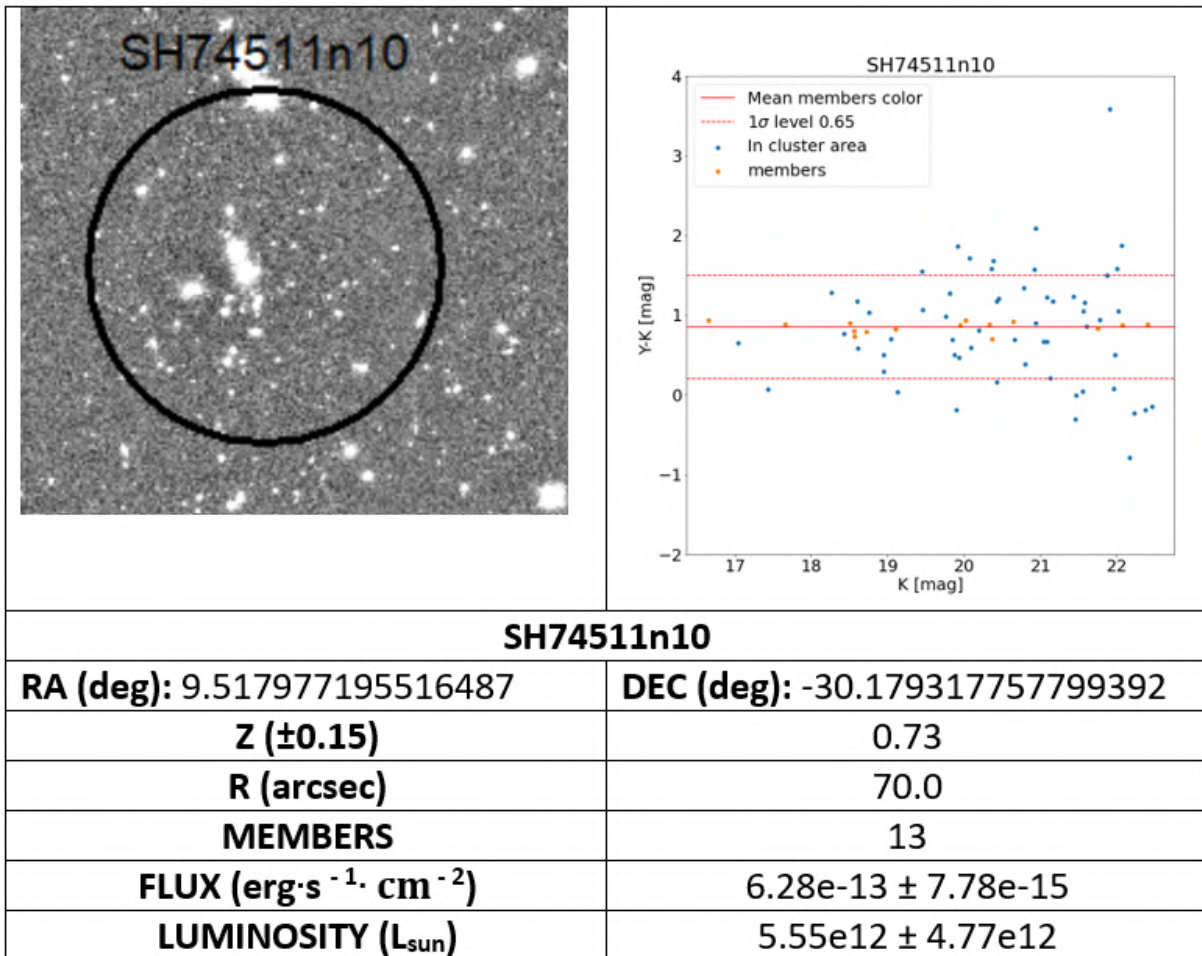 SH74511n10
SH74511n10
4
3
2
1
0
−1
−2
Y-K [mag]
Mean members color
1σ level 0.65
In cluster area
members
17 18 19 20 21 22
K [mag]
SH74511n10
RA (deg): 9.517977195516487 DEC (deg): -30.179317757799392
Z (±0.15) 0.73
R (arcsec) 70.0
MEMBERS 13
FLUX (erg·s⁻¹· cm⁻²) 6.28e-13 ± 7.78e-15
LUMINOSITY (Lsun) 5.55e12 ± 4.77e12